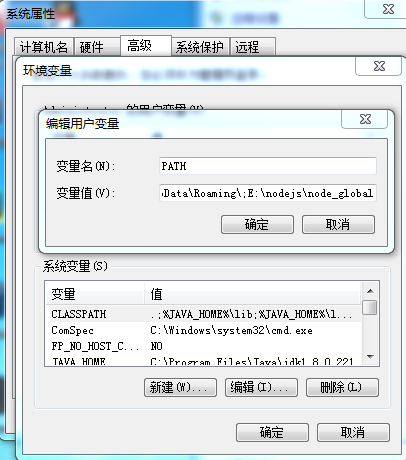 系统属性
计算机名 硬件 高级 系统保护 远程
环境变量
的用户变量(U)
编辑用户变量
变量名(N): PATH
变量值(V): Data\Roaming\;E:\nodejs\node_global
确定 取消
系统变量(S)
变量 值
CLASSPATH .;%JAVA_HOME%\lib;%JAVA_HOME%\l...
ComSpec C:\Windows\system32\cmd.exe
FP_NO_HOST_C... NO
JAVA_HOME C:\Program Files\Java\jdk1.8.0_221
新建(W)... 编辑(I)... 删除(L)
确定 取消